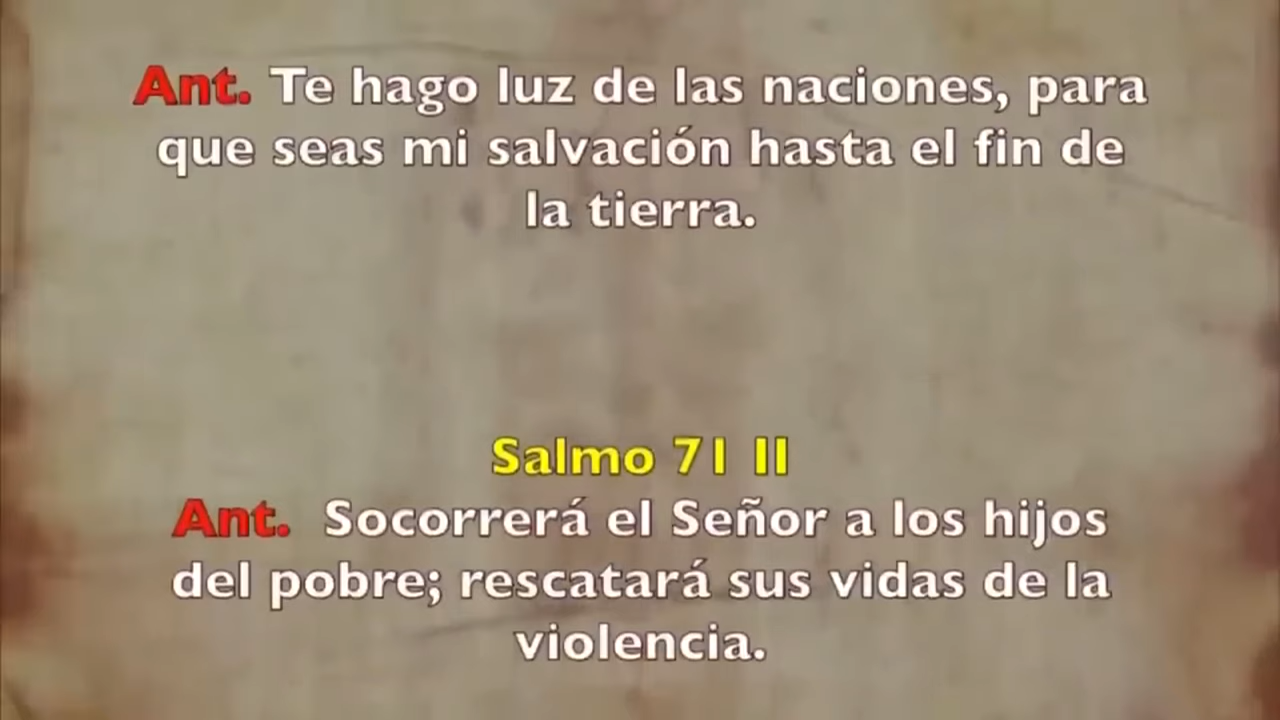 Ant. Te hago luz de las naciones, para
que seas mi salvación hasta el fin de
la tierra.
Salmo 71 II
Ant. Socorrerá el Señor a los hijos
del pobre; rescatará sus vidas de la
violencia.